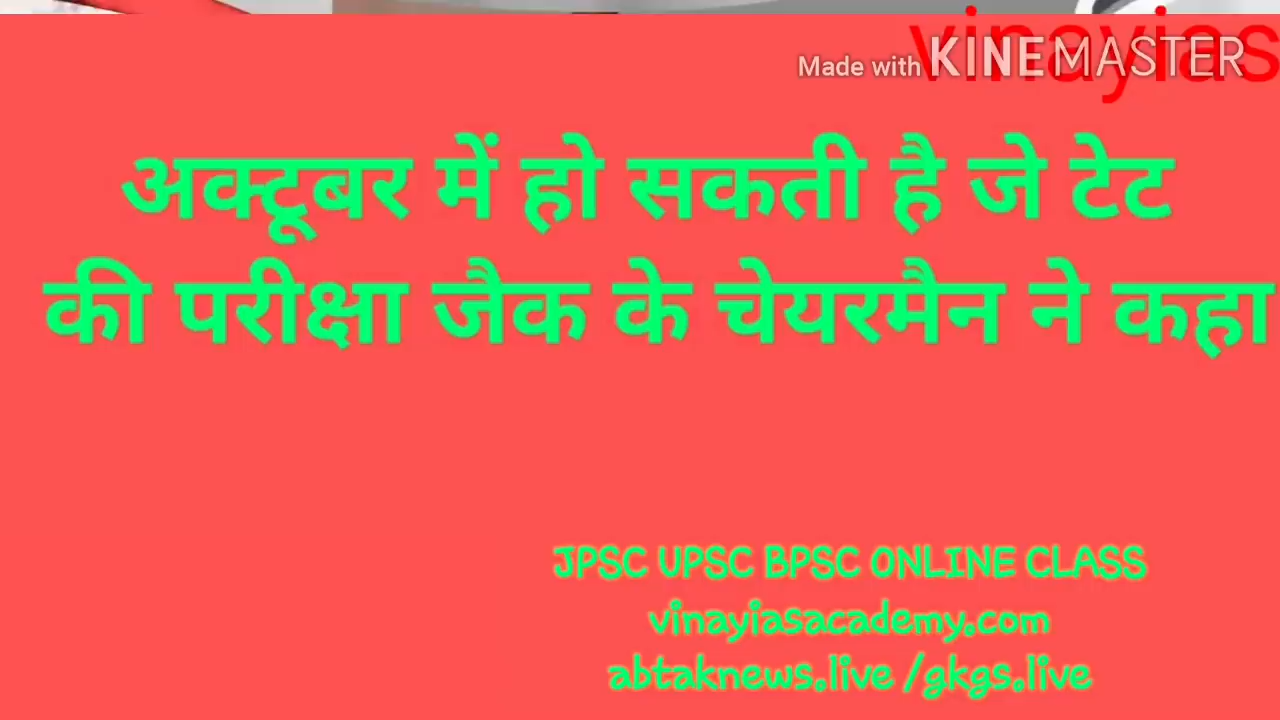 vinayias
Made with KINEMASTER
अक्टूबर में हो सकती है जे टेट
की परीक्षा जैक के चेयरमैन ने कहा
JPSC UPSC BPSC ONLINE CLASS
vinayiasacademy.com
abtaknews.live /gkgs.live